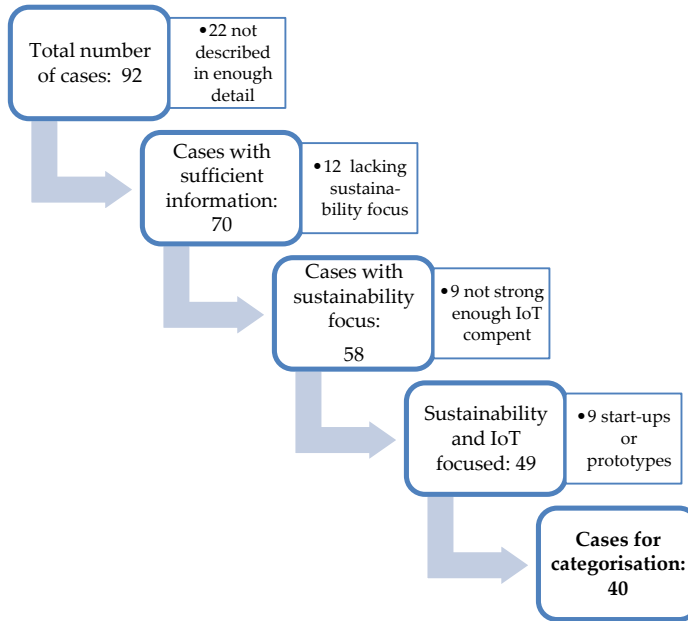 Total number
of cases: 92
•22 not
described
in enough
detail
Cases with
sufficient
information:
70
•12 lacking
sustaina-
bility focus
Cases with
sustainability
focus:
58
•9 not strong
enough IoT
compent
Sustainability
and IoT
focused: 49
•9 start-ups
or
prototypes
Cases for
categorisation:
40